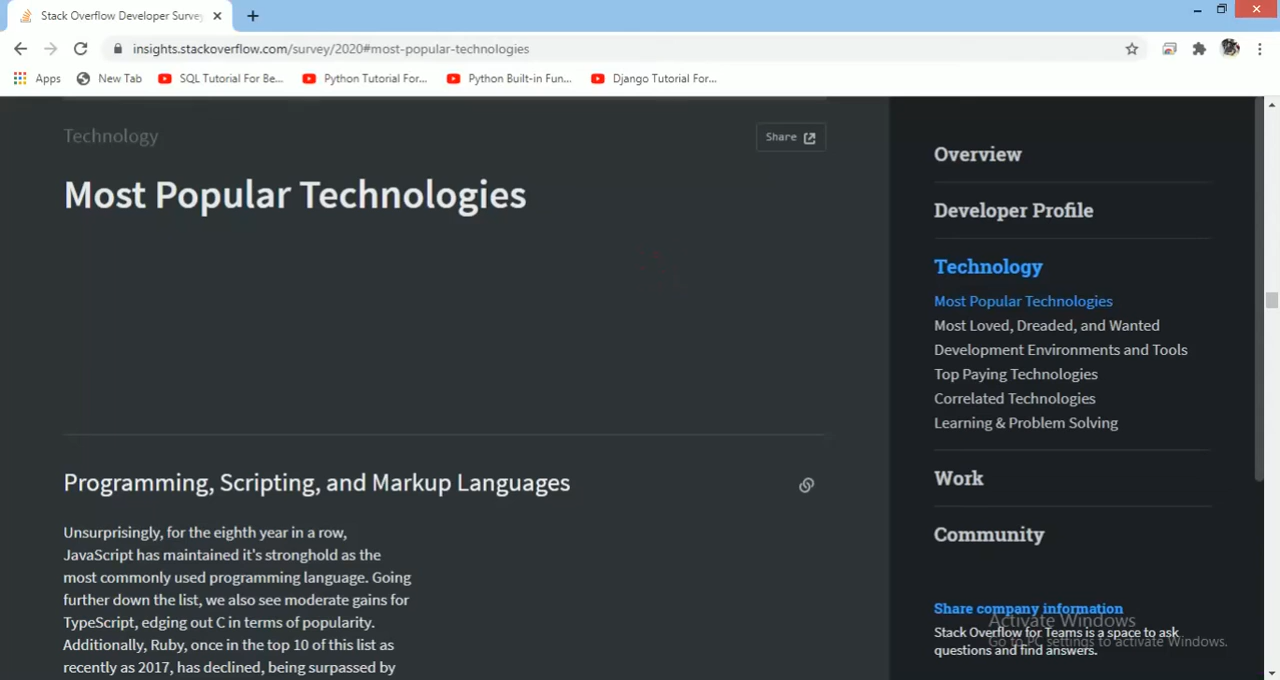 Stack Overflow Developer Surve
insights.stackoverflow.com/survey/2020#most-popular-technologies
Apps New Tab SQL Tutorial For Be... Python Tutorial For... Python Built-in Fun... Django Tutorial For...
Technology
Share
Most Popular Technologies
Programming, Scripting, and Markup Languages
Unsurprisingly, for the eighth year in a row,
JavaScript has maintained it's stronghold as the
most commonly used programming language. Going
further down the list, we also see moderate gains for
TypeScript, edging out C in terms of popularity.
Additionally, Ruby, once in the top 10 of this list as
recently as 2017, has declined, being surpassed by
Overview
Developer Profile
Technology
Most Popular Technologies
Most Loved, Dreaded, and Wanted
Development Environments and Tools
Top Paying Technologies
Correlated Technologies
Learning & Problem Solving
Work
Community
Share company information
Stack Overflow for Teams is a space to ask
questions and find answers.
Activate Windows
Go to PC settings to activate Windows.